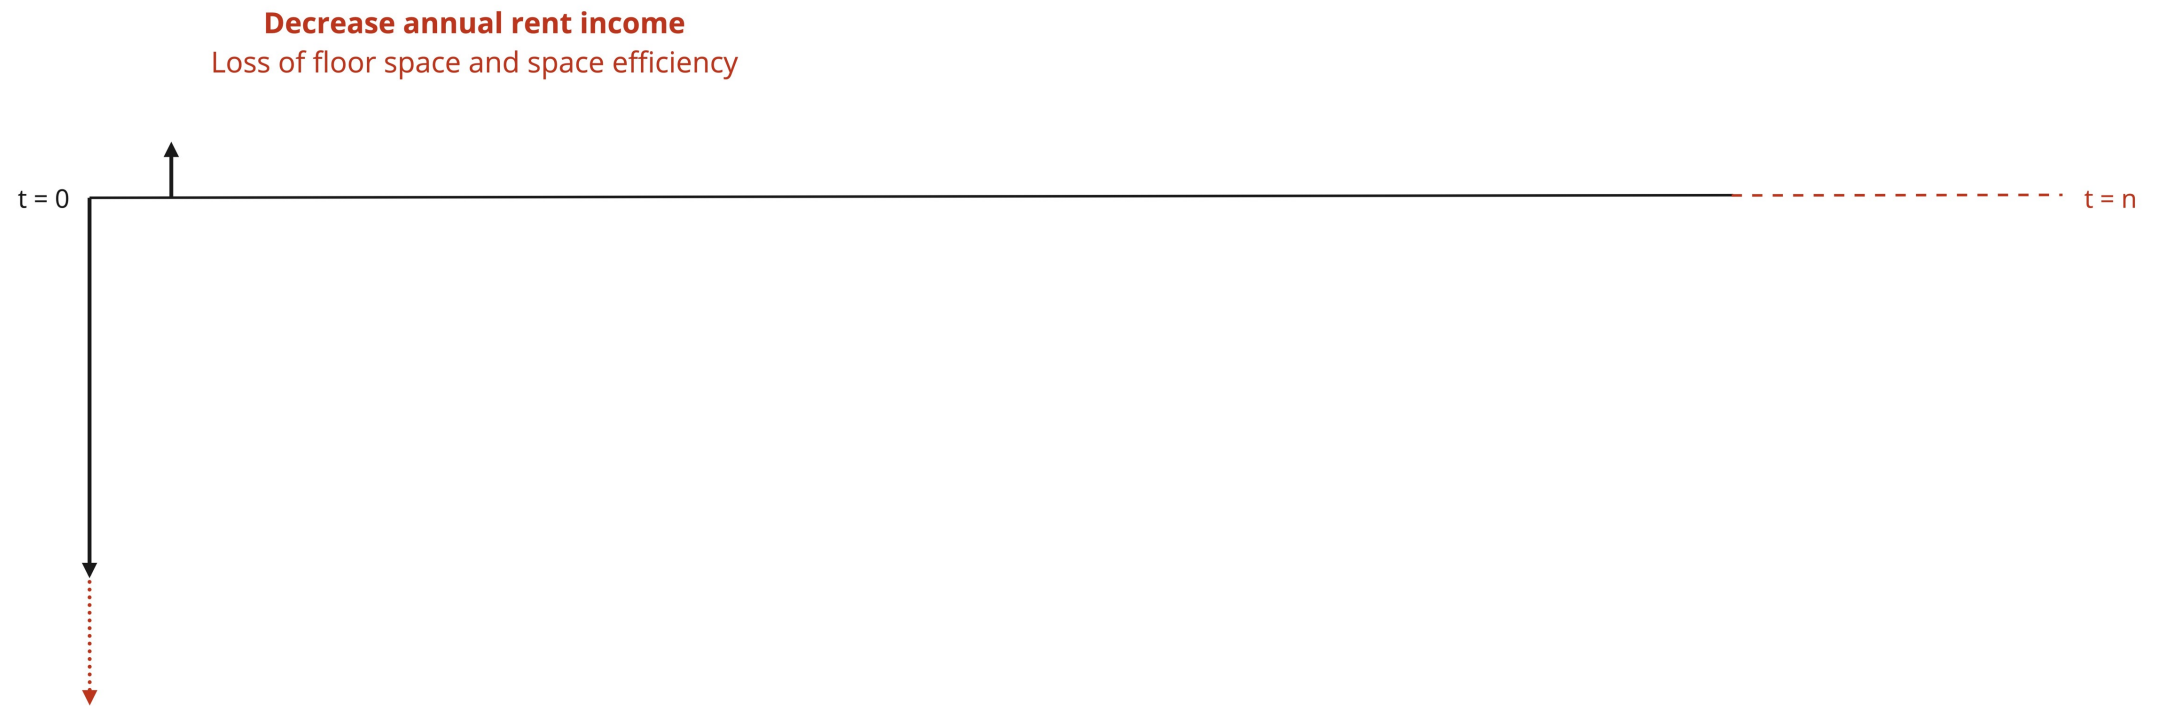 Decrease annual rent income
Loss of floor space and space efficiency
t = 0
t = n